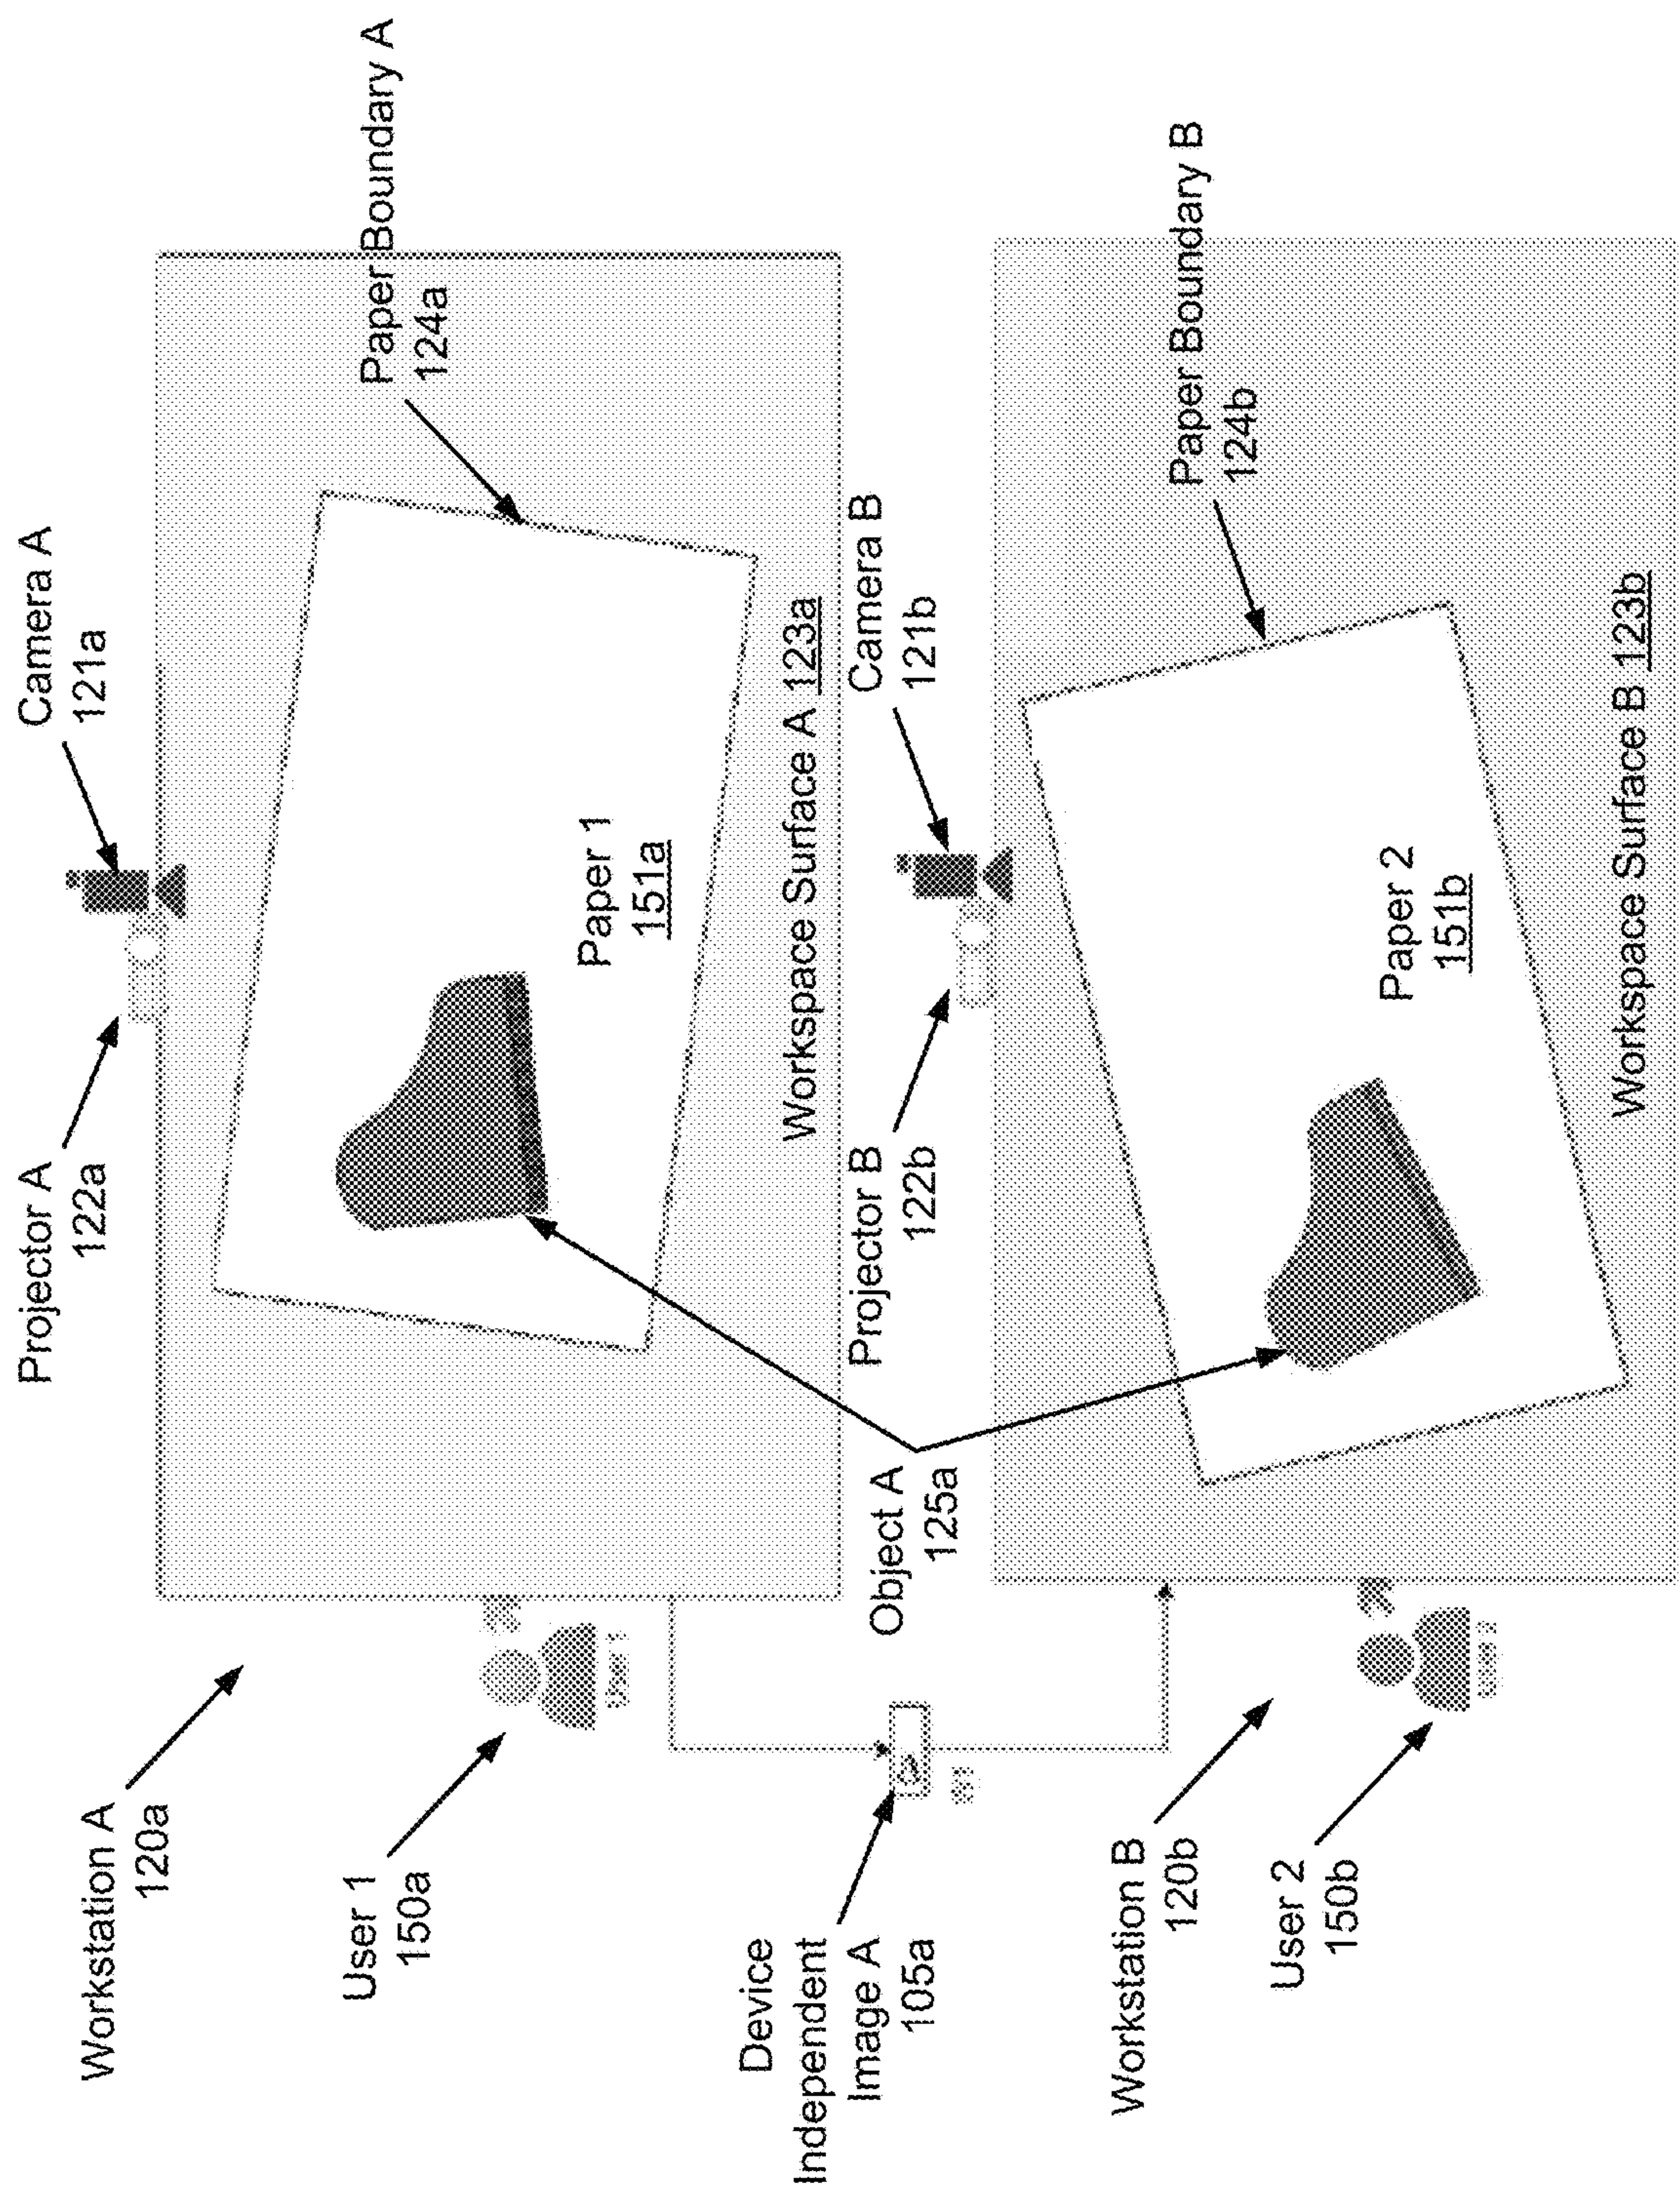 Workstation A
120a
Projector A
122a
Camera A
121a
Paper Boundary A
124a
User 1
150a
Paper 1
151a
Workspace Surface A 123a
Device
Independent
Image A
105a
Object A
125a
Projector B
122b
Camera B
121b
Workstation B
120b
Paper Boundary B
124b
User 2
150b
Paper 2
151b
Workspace Surface B 123b